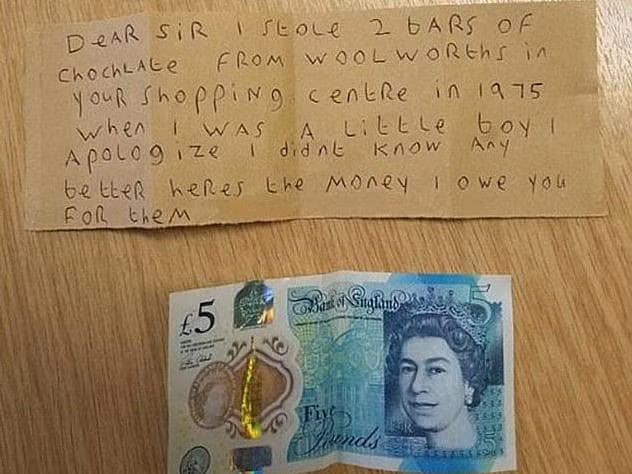 DEAR SIR I STOLE 2 BARS OF
CHOCHLATE FROM WOOLWORTHS in
YOUR Shopping centRe in 1975
when I WAS A Little boy I
APologize I didnt know Any
better heRes the Money I owe you
FOR them
£5
Bank of England
5
Five
Pounds